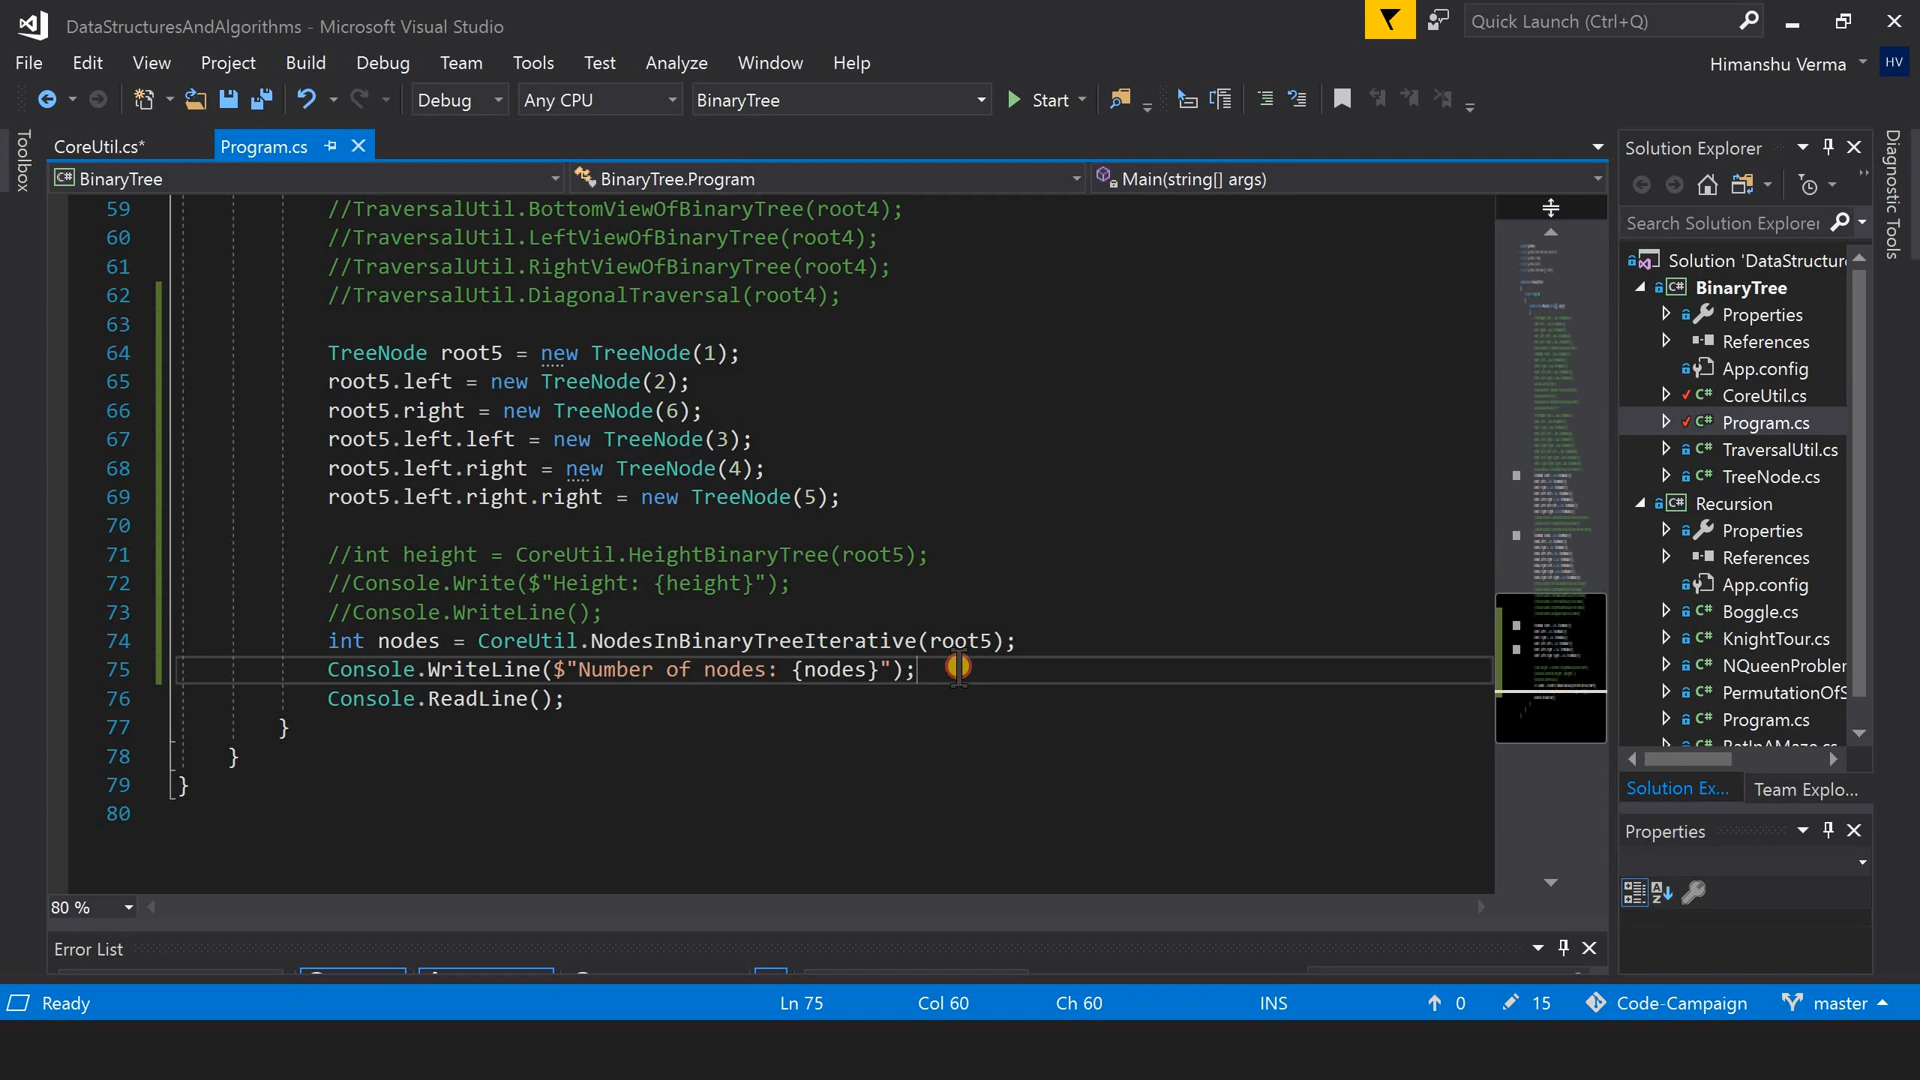 DataStructuresAndAlgorithms - Microsoft Visual Studio
Quick Launch (Ctrl+Q)
File Edit View Project Build Debug Team Tools Test Analyze Window Help
Himanshu Verma HV
Debug Any CPU BinaryTree Start
CoreUtil.cs* Program.cs
BinaryTree BinaryTree.Program Main(string[] args)
59 //TraversalUtil.BottomViewOfBinaryTree(root4);
60 //TraversalUtil.LeftViewOfBinaryTree(root4);
61 //TraversalUtil.RightViewOfBinaryTree(root4);
62 //TraversalUtil.DiagonalTraversal(root4);
63
64 TreeNode root5 = new TreeNode(1);
65 root5.left = new TreeNode(2);
66 root5.right = new TreeNode(6);
67 root5.left.left = new TreeNode(3);
68 root5.left.right = new TreeNode(4);
69 root5.left.right.right = new TreeNode(5);
70
71 //int height = CoreUtil.HeightBinaryTree(root5);
72 //Console.Write($"Height: {height}");
73 //Console.WriteLine();
74 int nodes = CoreUtil.NodesInBinaryTreeIterative(root5);
75 Console.WriteLine($"Number of nodes: {nodes}");
76 Console.ReadLine();
77 }
78 }
79 }
80
80 %
Toolbox
Solution Explorer
Search Solution Explorer
Solution 'DataStructure
BinaryTree
Properties
References
App.config
CoreUtil.cs
Program.cs
TraversalUtil.cs
TreeNode.cs
Recursion
Properties
References
App.config
Boggle.cs
KnightTour.cs
NQueenProbler
PermutationOfS
Program.cs
RatInAMaze.cs
Solution Ex... Team Explo...
Properties
Diagnostic Tools
Error List
Ready Ln 75 Col 60 Ch 60 INS 0 15 Code-Campaign master